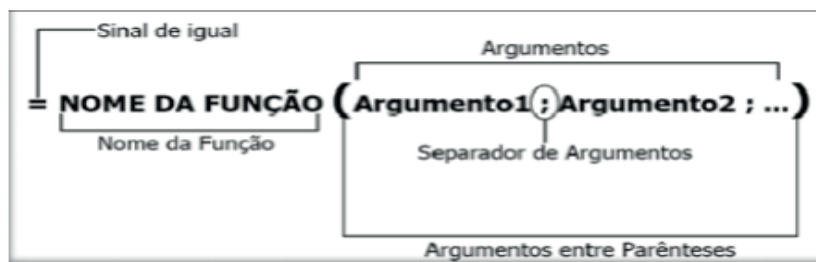 Sinal de igual
Argumentos
= NOME DA FUNÇÃO (Argumento1 ; Argumento2 ; ...)
Nome da Função
Separador de Argumentos
Argumentos entre Parênteses